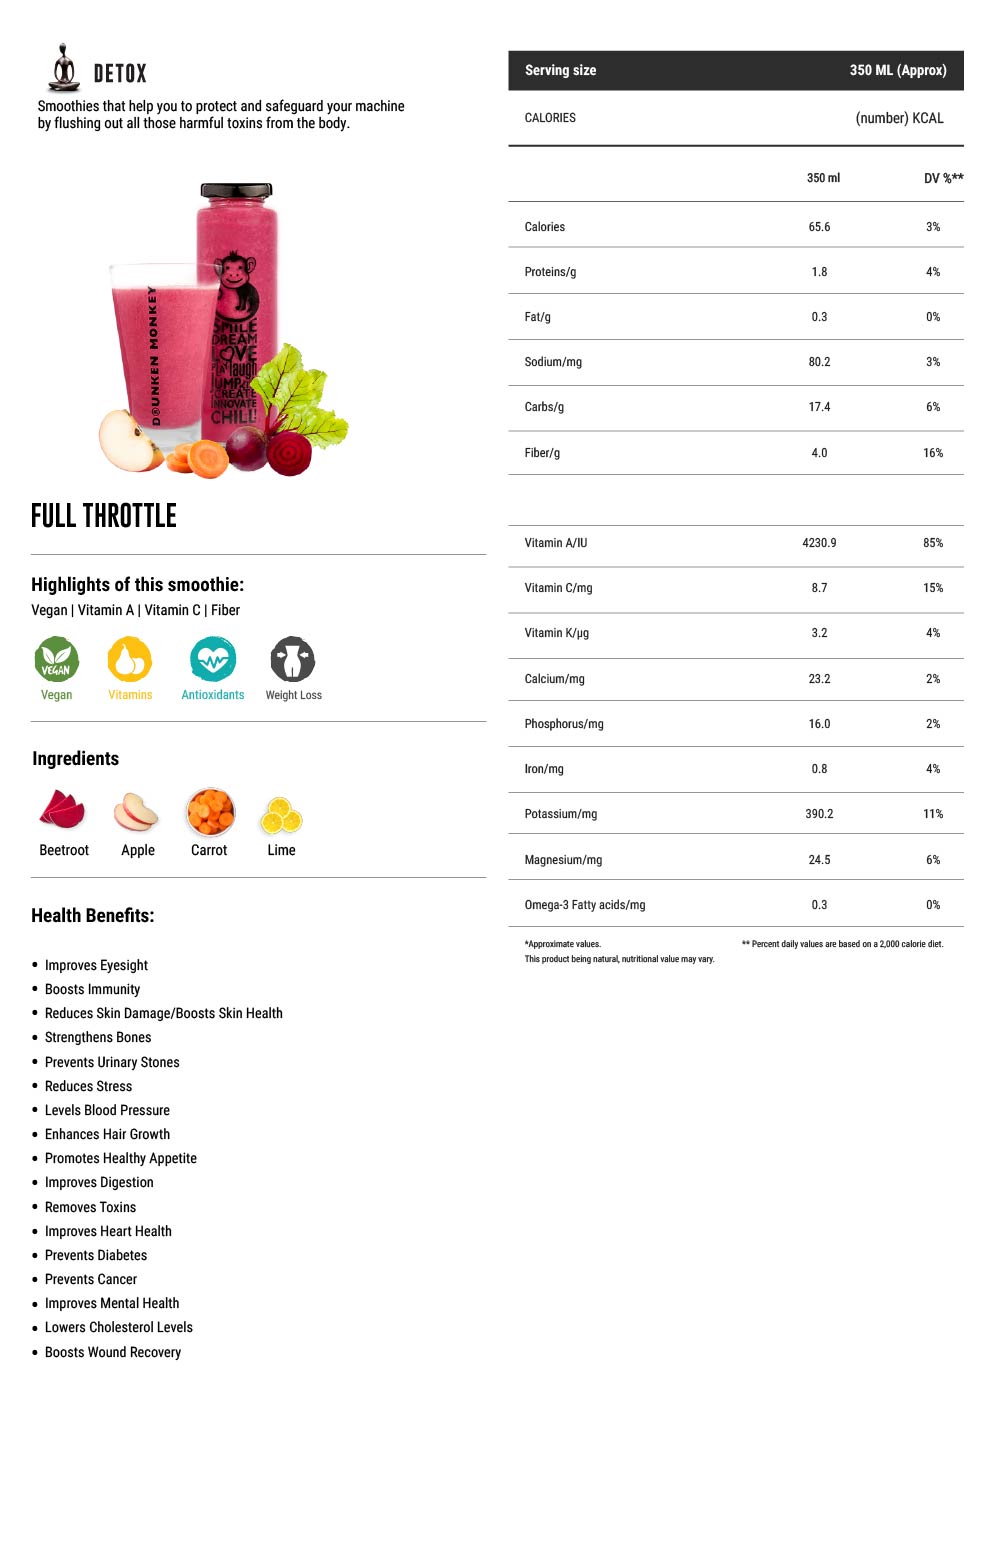 DETOX
Smoothies that help you to protect and safeguard your machine
by flushing out all those harmful toxins from the body.
DRUNKEN MONKEY
SMILE
DREAM
LOVE
Play laugh
JUMP
CREATE
INNOVATE
CHILL
FULL THROTTLE
Highlights of this smoothie:
Vegan | Vitamin A | Vitamin C | Fiber
VEGAN
Vegan Vitamins Antioxidants Weight Loss
Ingredients
Beetroot Apple Carrot Lime
Health Benefits:
• Improves Eyesight
• Boosts Immunity
• Reduces Skin Damage/Boosts Skin Health
• Strengthens Bones
• Prevents Urinary Stones
• Reduces Stress
• Levels Blood Pressure
• Enhances Hair Growth
• Promotes Healthy Appetite
• Improves Digestion
• Removes Toxins
• Improves Heart Health
• Prevents Diabetes
• Prevents Cancer
• Improves Mental Health
• Lowers Cholesterol Levels
• Boosts Wound Recovery
Serving size 350 ML (Approx)
CALORIES (number) KCAL
350 ml DV %**
Calories 65.6 3%
Proteins/g 1.8 4%
Fat/g 0.3 0%
Sodium/mg 80.2 3%
Carbs/g 17.4 6%
Fiber/g 4.0 16%
Vitamin A/IU 4230.9 85%
Vitamin C/mg 8.7 15%
Vitamin K/µg 3.2 4%
Calcium/mg 23.2 2%
Phosphorus/mg 16.0 2%
Iron/mg 0.8 4%
Potassium/mg 390.2 11%
Magnesium/mg 24.5 6%
Omega-3 Fatty acids/mg 0.3 0%
*Approximate values. ** Percent daily values are based on a 2,000 calorie diet.
This product being natural, nutritional value may vary.